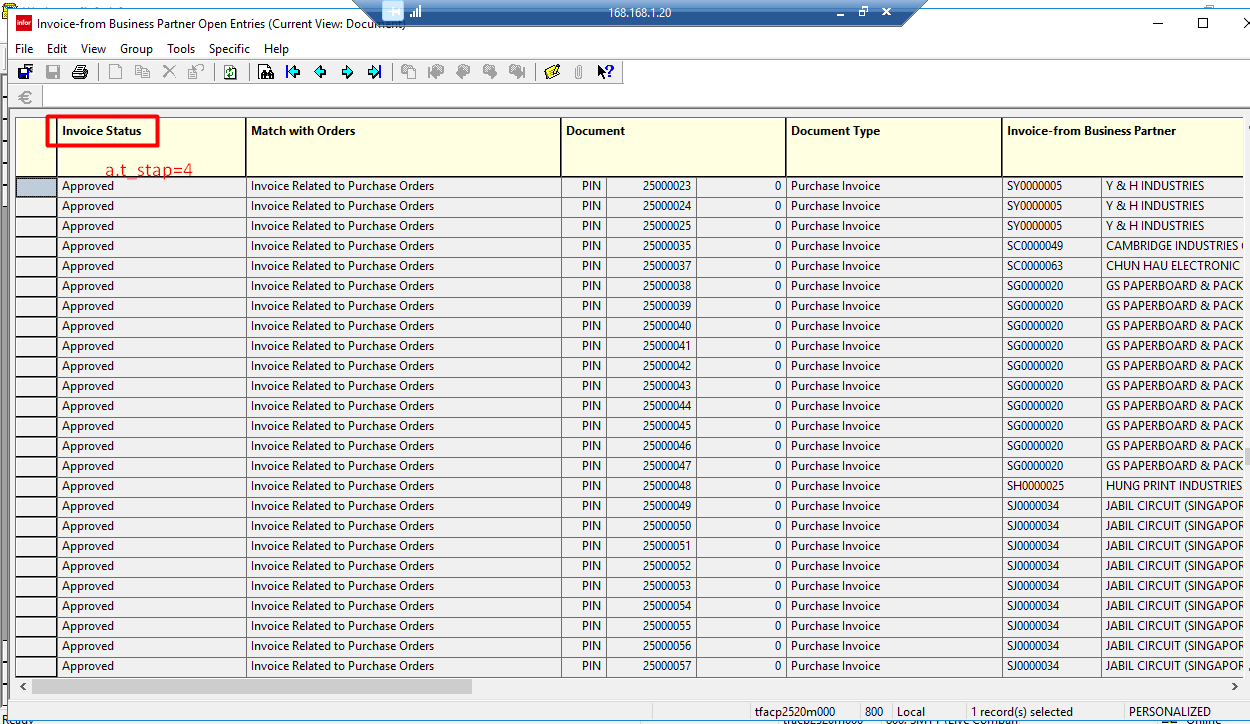 168.168.1.20
infor Invoice-from Business Partner Open Entries (Current View: Document)
File Edit View Group Tools Specific Help
€
Invoice Status Match with Orders Document Document Type Invoice-from Business Partner
a.t_stap=4
Approved Invoice Related to Purchase Orders PIN 25000023 0 Purchase Invoice SY0000005 Y & H INDUSTRIES
Approved Invoice Related to Purchase Orders PIN 25000024 0 Purchase Invoice SY0000005 Y & H INDUSTRIES
Approved Invoice Related to Purchase Orders PIN 25000025 0 Purchase Invoice SY0000005 Y & H INDUSTRIES
Approved Invoice Related to Purchase Orders PIN 25000035 0 Purchase Invoice SC0000049 CAMBRIDGE INDUSTRIES
Approved Invoice Related to Purchase Orders PIN 25000037 0 Purchase Invoice SC0000063 CHUN HAU ELECTRONIC
Approved Invoice Related to Purchase Orders PIN 25000038 0 Purchase Invoice SG0000020 GS PAPERBOARD & PACK
Approved Invoice Related to Purchase Orders PIN 25000039 0 Purchase Invoice SG0000020 GS PAPERBOARD & PACK
Approved Invoice Related to Purchase Orders PIN 25000040 0 Purchase Invoice SG0000020 GS PAPERBOARD & PACK
Approved Invoice Related to Purchase Orders PIN 25000041 0 Purchase Invoice SG0000020 GS PAPERBOARD & PACK
Approved Invoice Related to Purchase Orders PIN 25000042 0 Purchase Invoice SG0000020 GS PAPERBOARD & PACK
Approved Invoice Related to Purchase Orders PIN 25000043 0 Purchase Invoice SG0000020 GS PAPERBOARD & PACK
Approved Invoice Related to Purchase Orders PIN 25000044 0 Purchase Invoice SG0000020 GS PAPERBOARD & PACK
Approved Invoice Related to Purchase Orders PIN 25000045 0 Purchase Invoice SG0000020 GS PAPERBOARD & PACK
Approved Invoice Related to Purchase Orders PIN 25000046 0 Purchase Invoice SG0000020 GS PAPERBOARD & PACK
Approved Invoice Related to Purchase Orders PIN 25000047 0 Purchase Invoice SG0000020 GS PAPERBOARD & PACK
Approved Invoice Related to Purchase Orders PIN 25000048 0 Purchase Invoice SH0000025 HUNG PRINT INDUSTRIES
Approved Invoice Related to Purchase Orders PIN 25000049 0 Purchase Invoice SJ0000034 JABIL CIRCUIT (SINGAPOR
Approved Invoice Related to Purchase Orders PIN 25000050 0 Purchase Invoice SJ0000034 JABIL CIRCUIT (SINGAPOR
Approved Invoice Related to Purchase Orders PIN 25000051 0 Purchase Invoice SJ0000034 JABIL CIRCUIT (SINGAPOR
Approved Invoice Related to Purchase Orders PIN 25000052 0 Purchase Invoice SJ0000034 JABIL CIRCUIT (SINGAPOR
Approved Invoice Related to Purchase Orders PIN 25000053 0 Purchase Invoice SJ0000034 JABIL CIRCUIT (SINGAPOR
Approved Invoice Related to Purchase Orders PIN 25000054 0 Purchase Invoice SJ0000034 JABIL CIRCUIT (SINGAPOR
Approved Invoice Related to Purchase Orders PIN 25000055 0 Purchase Invoice SJ0000034 JABIL CIRCUIT (SINGAPOR
Approved Invoice Related to Purchase Orders PIN 25000056 0 Purchase Invoice SJ0000034 JABIL CIRCUIT (SINGAPOR
Approved Invoice Related to Purchase Orders PIN 25000057 0 Purchase Invoice SJ0000034 JABIL CIRCUIT (SINGAPOR
tfacp2520m000 800 Local 1 record(s) selected PERSONALIZED